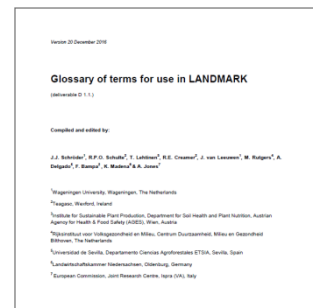 Version 20 December 2016
Glossary of terms for use in LANDMARK
(deliverable D 1.1 )
Compiled and edited by:
J.J. Schröder¹, R.P.O. Schulte², T. Lehtinen³, R.E. Creamer², J. van Leeuwen¹, M. Rutgers⁴, A.
Delgado⁵, F. Bampa², K. Madena⁶ & A. Jones⁷
¹Wageningen University, Wageningen, The Netherlands
²Teagasc, Wexford, Ireland
³Institute for Sustainable Plant Production, Department for Soil Health and Plant Nutrition, Austrian
Agency for Health & Food Safety (AGES), Wien, Austria
⁴Rijksinstituut voor Volksgezondheid en Milieu, Centrum Duurzaamheid, Milieu en Gezondheid
Bilthoven, The Netherlands
⁵Universidad de Sevilla, Departamento Ciencias Agroforestales ETSIA, Sevilla, Spain
⁶Landwirtschaftskammer Niedersachsen, Oldenburg, Germany
⁷European Commission, Joint Research Centre, Ispra (VA), Italy